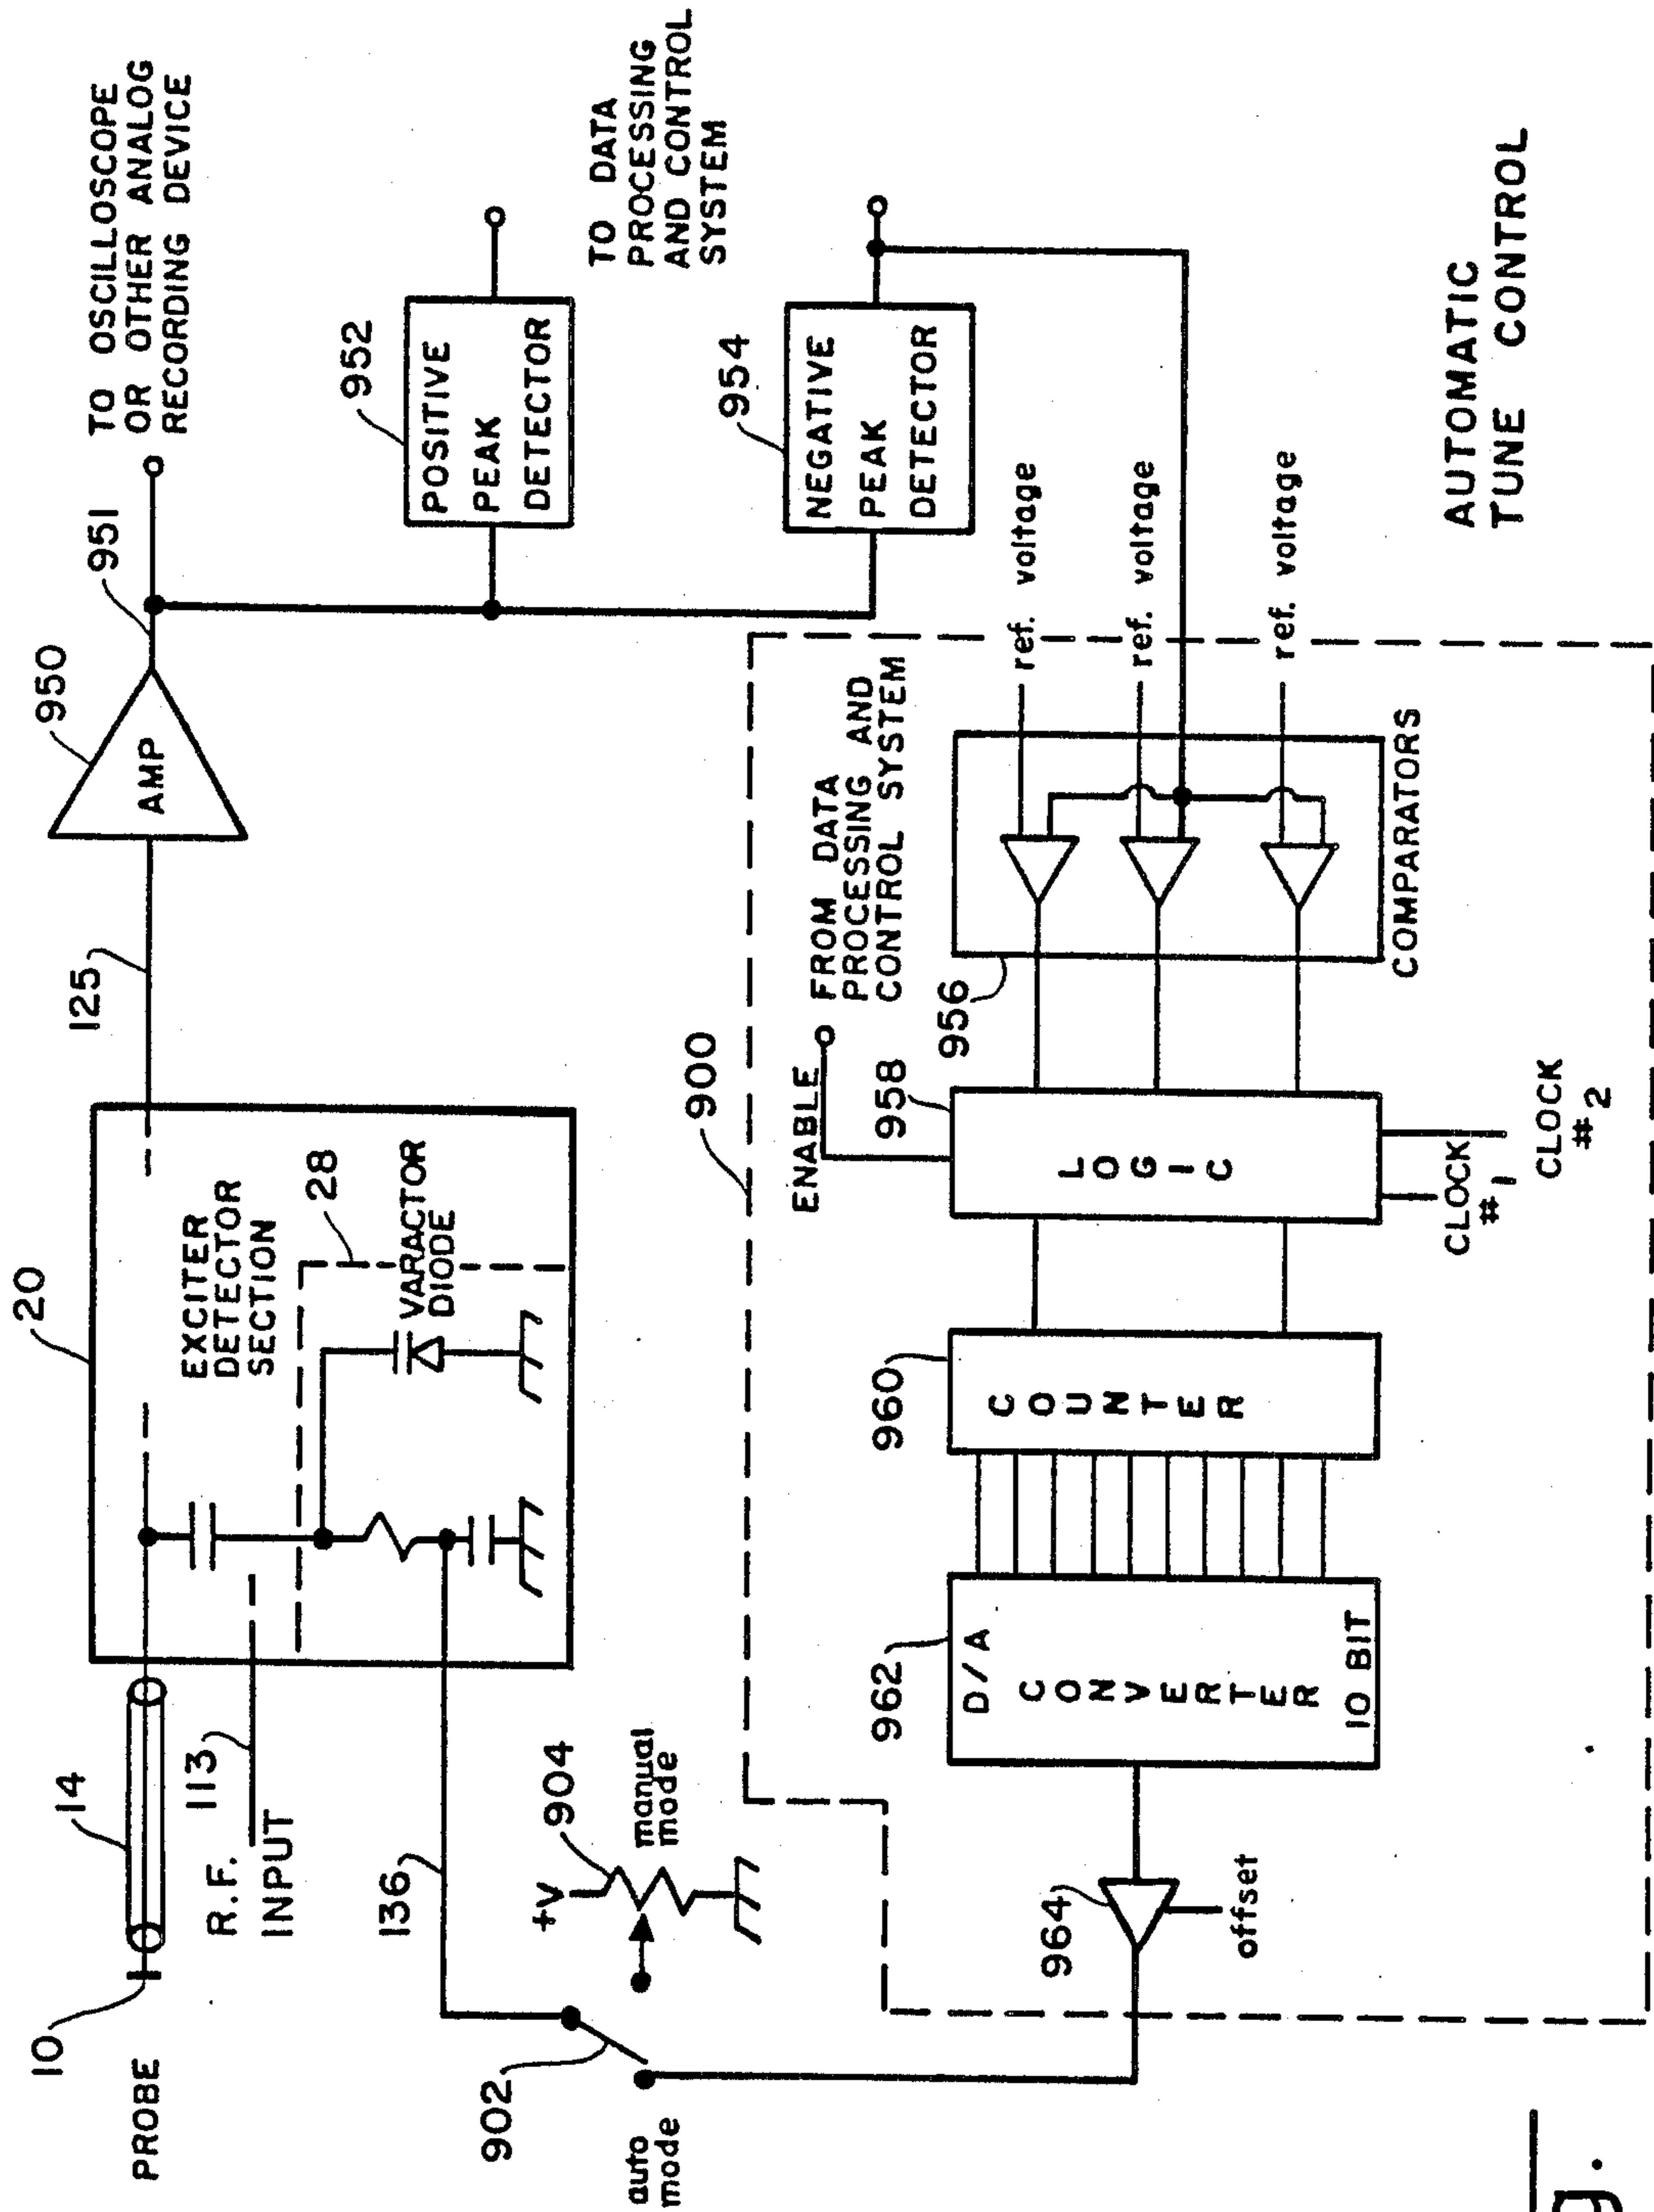 PROBE
10
14
R.F. 113
INPUT
20
EXCITER
DETECTOR
SECTION
28
VARACTOR
DIODE
125
950
AMP
951
TO OSCILLOSCOPE
OR OTHER ANALOG
RECORDING DEVICE
952
POSITIVE
PEAK
DETECTOR
TO DATA
PROCESSING
AND CONTROL
SYSTEM
954
NEGATIVE
PEAK
DETECTOR
136
902
auto
mode
+V
904
manual
mode
900
ENABLE
FROM DATA
PROCESSING AND
CONTROL SYSTEM
ref. voltage
ref. voltage
ref. voltage
956
COMPARATORS
958
LOGIC
CLOCK
#1
CLOCK
#2
960
COUNTER
962
D/A
CONVERTER
10 BIT
964
offset
AUTOMATIC
TUNE CONTROL